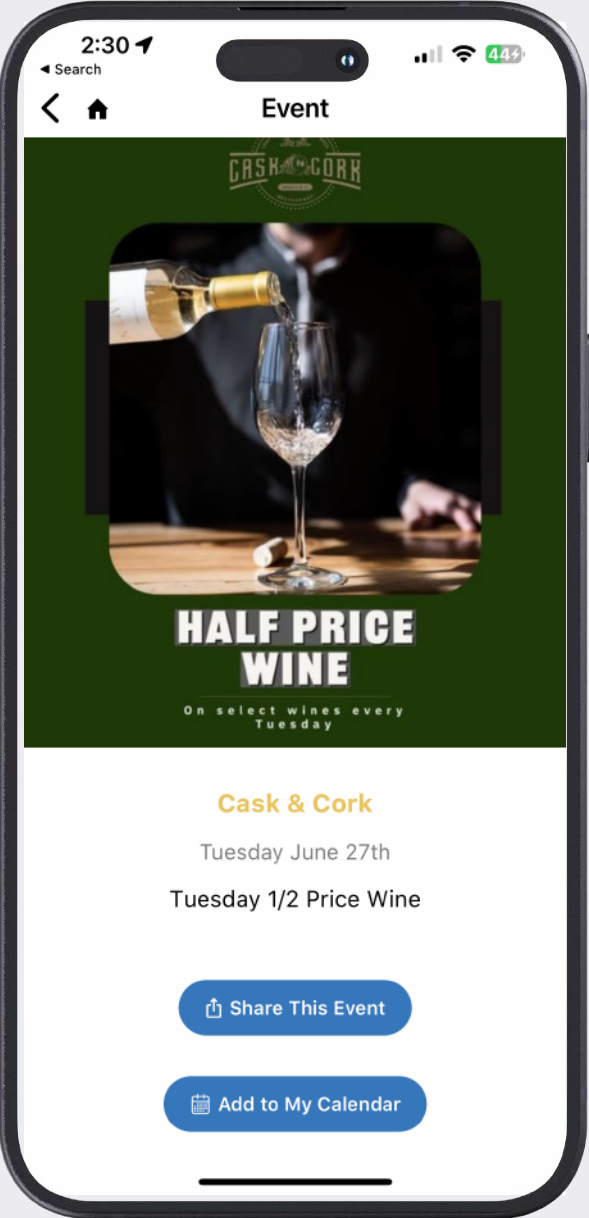 2:30
Search
44
Event
CASK N CORK
HALF PRICE
WINE
On select wines every
Tuesday
Cask & Cork
Tuesday June 27th
Tuesday 1/2 Price Wine
Share This Event
Add to My Calendar